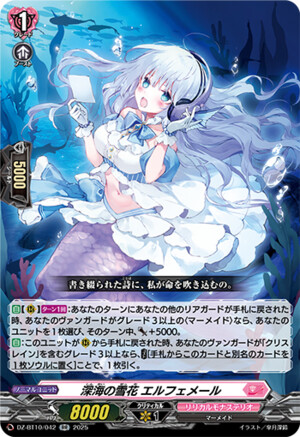 1
グレード
ブースト
5000
シールド
書き綴られた詩に、私が命を吹き込むの。
永【R】ターン1回:あなたのターンにあなたの他のリアガードが手札に戻された
時、あなたのヴァンガードがグレード3以上の《マーメイド》なら、あなたの
ユニットを1枚選び、そのターン中、+5000。
自【R】このユニットが手札から登場した時、あなたのヴァンガードが「クリス
レイン」を含むグレード3以上なら、【手札からこのカードと別名のカードを
1枚ソウルに置く】ことで、1枚引く。
ノーマルユニット
深海の雪花 エルフェメール
リリカルモナステリオ
パワー
8000
クリティカル
1
マーメイド
DZ-BT10-042
RR
2025
イラスト/皐月深鈴